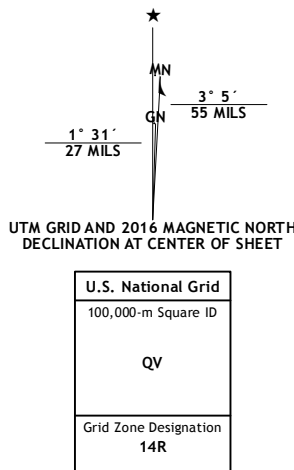 ★
MN
GN
3° 5´
55 MILS
1° 31´
27 MILS
UTM GRID AND 2016 MAGNETIC NORTH
DECLINATION AT CENTER OF SHEET
U.S. National Grid
100,000-m Square ID
QV
Grid Zone Designation
14R